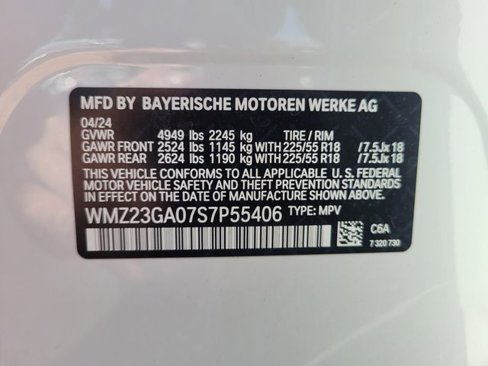 MFD BY BAYERISCHE MOTOREN WERKE AG
04/24
GVWR 4949 lbs 2245 kg TIRE / RIM
GAWR FRONT 2524 lbs 1145 kg WITH 225/55 R18 /7.5Jx18
GAWR REAR 2624 lbs 1190 kg WITH 225/55 R18 /7.5Jx18
THIS VEHICLE CONFORMS TO ALL APPLICABLE U. S. FEDERAL
MOTOR VEHICLE SAFETY AND THEFT PREVENTION STANDARDS
IN EFFECT ON THE DATE OF MANUFACTURE SHOWN ABOVE.
WMZ23GA07S7P55406 TYPE: MPV
C6A
7 320 730